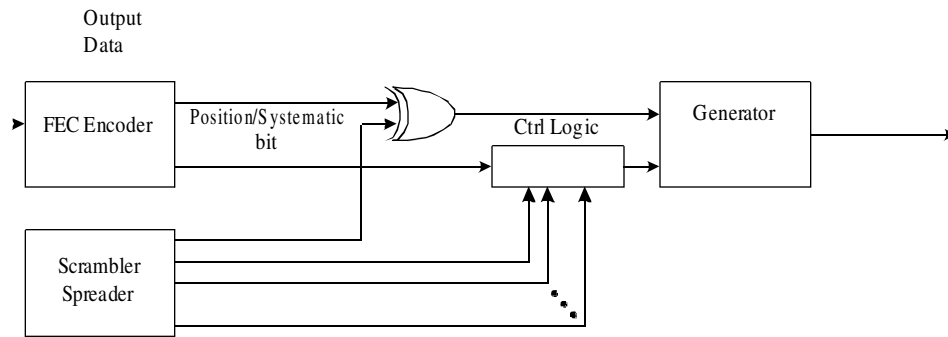 Output
Data
FEC Encoder
Position/Systematic
bit
Ctrl Logic
Generator
Scrambler
Spreader